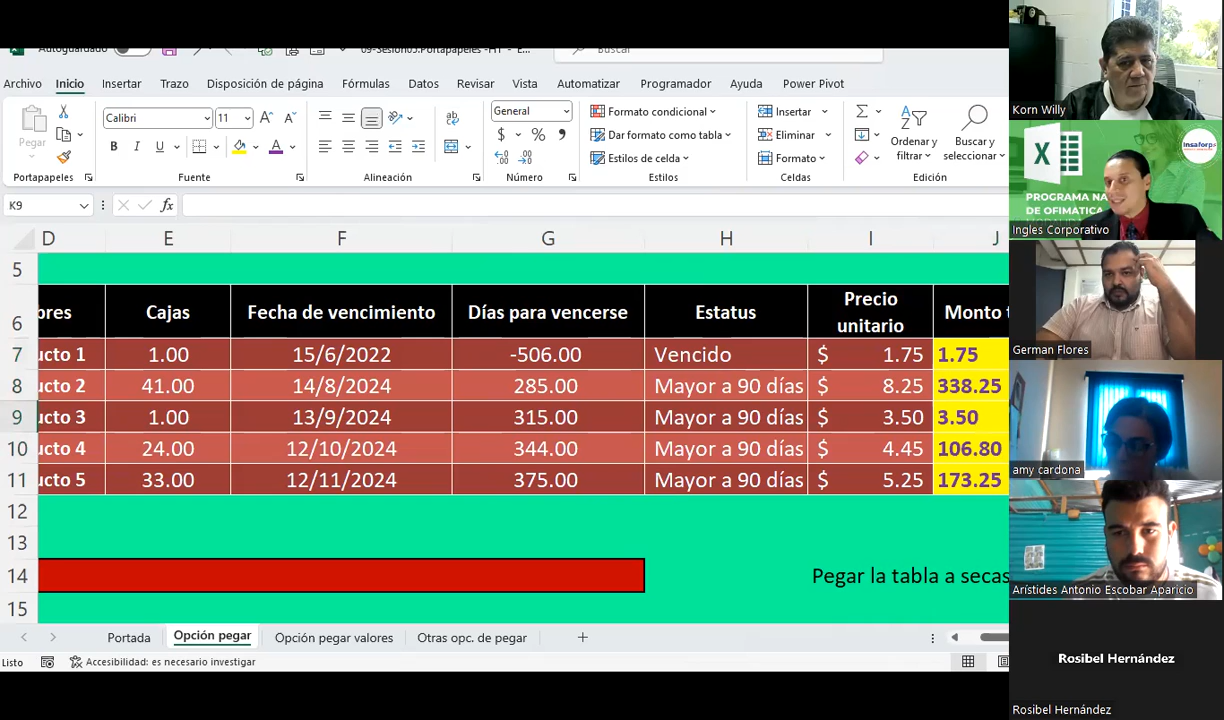 Autoguardado
09-Sesion05.Portapapeles -HT - E...
Buscar
Archivo Inicio Insertar Trazo Disposición de página Fórmulas Datos Revisar Vista Automatizar Programador Ayuda Power Pivot
Pegar
Calibri 11
N K S A A
General
$ % 
Formato condicional
Dar formato como tabla
Estilos de celda
Insertar
Eliminar
Formato
Ordenar y
filtrar
Buscar y
seleccionar
Portapapeles Fuente Alineación Número Estilos Celdas Edición
K9 fx
D E F G H I J
5
6 bres Cajas Fecha de vencimiento Días para vencerse Estatus Precio unitario Monto t
7 ucto 1 1.00 15/6/2022 -506.00 Vencido $ 1.75 1.75
8 ucto 2 41.00 14/8/2024 285.00 Mayor a 90 días $ 8.25 338.25
9 ucto 3 1.00 13/9/2024 315.00 Mayor a 90 días $ 3.50 3.50
10 ucto 4 24.00 12/10/2024 344.00 Mayor a 90 días $ 4.45 106.80
11 ucto 5 33.00 12/11/2024 375.00 Mayor a 90 días $ 5.25 173.25
12
13
14 Pegar la tabla a secas
15
Portada Opción pegar Opción pegar valores Otras opc. de pegar
Listo Accesibilidad: es necesario investigar
Korn Willy
insaforp
PROGRAMA NA
DE OFIMATICA
MODALIDA
Ingles Corporativo
German Flores
amy cardona
Arístides Antonio Escobar Aparicio
Rosibel Hernández
Rosibel Hernández